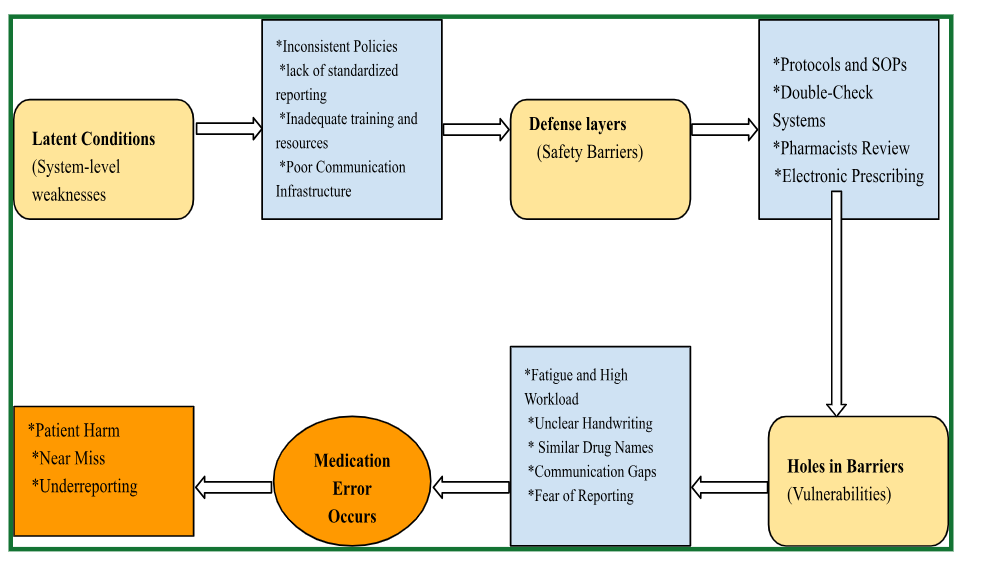 Latent Conditions
(System-level
weaknesses
*Inconsistent Policies
*lack of standardized
reporting
*Inadequate training and
resources
*Poor Communication
Infrastructure
Defense layers
(Safety Barriers)
*Protocols and SOPs
*Double-Check
Systems
*Pharmacists Review
*Electronic Prescribing
Holes in Barriers
(Vulnerabilities)
*Fatigue and High
Workload
*Unclear Handwriting
* Similar Drug Names
*Communication Gaps
*Fear of Reporting
Medication
Error
Occurs
*Patient Harm
*Near Miss
*Underreporting